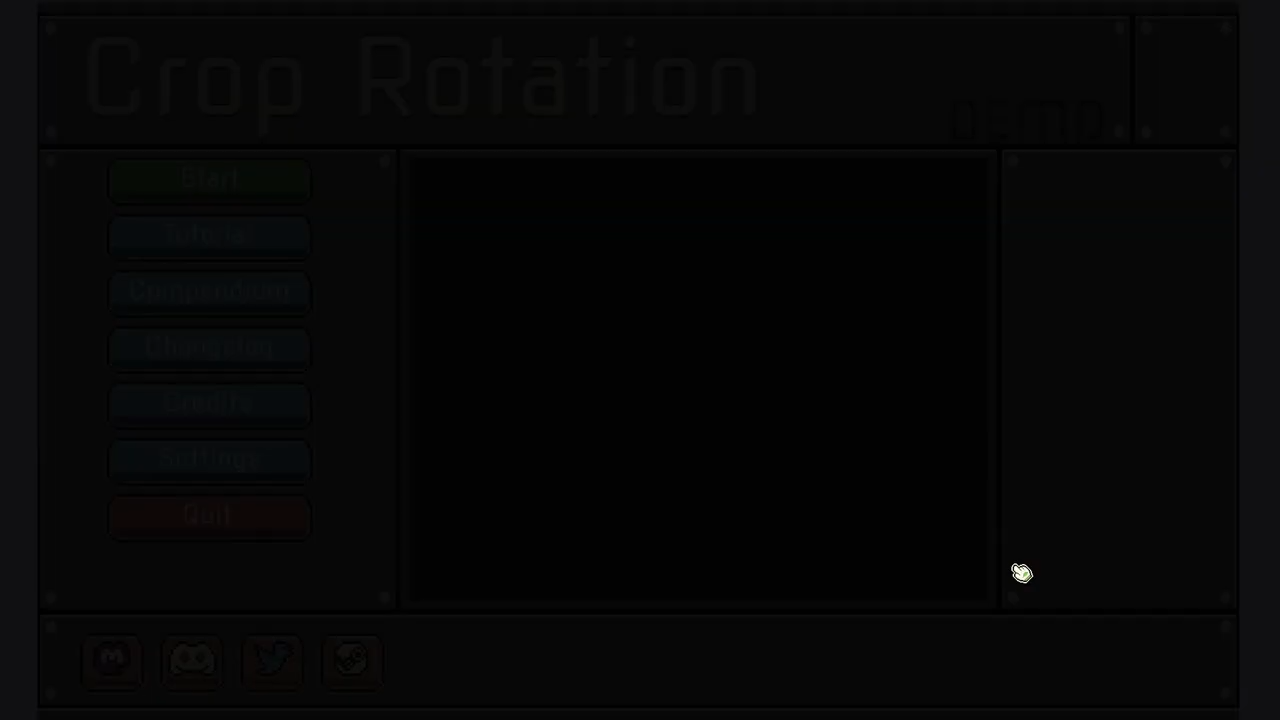 Crop Rotation
DEMO
Start
Tutorial
Compendium
Changelog
Credits
Settings
Quit